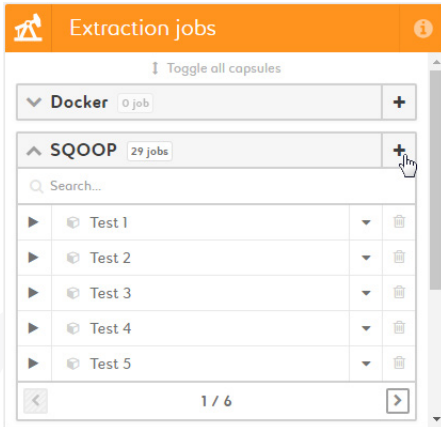 Extraction jobs
Toggle all capsules
Docker 0 job +
SQOOP 29 jobs +
Search...
Test 1
Test 2
Test 3
Test 4
Test 5
1 / 6